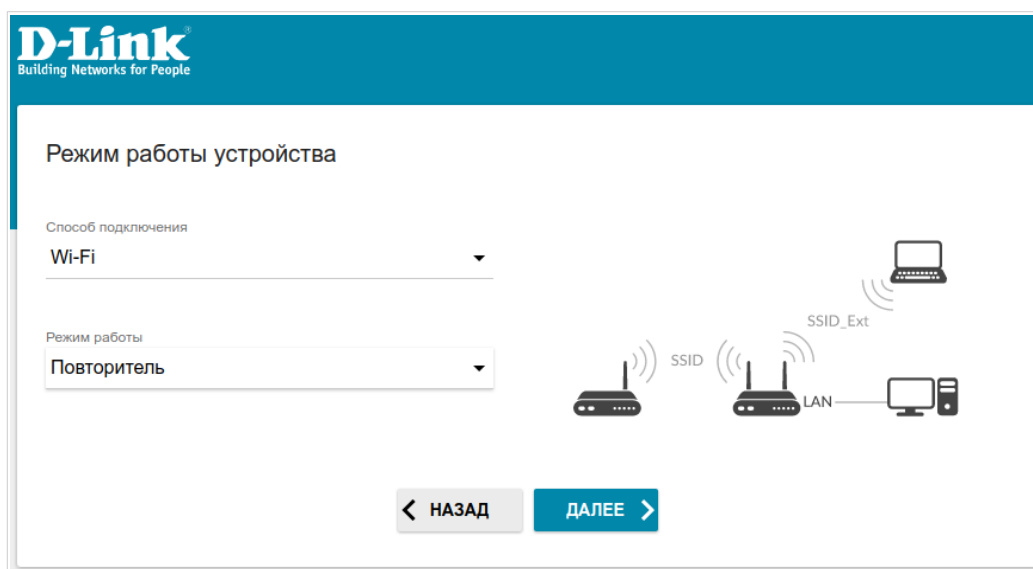 D-Link®
Building Networks for People
Режим работы устройства
Способ подключения
Wi-Fi
Режим работы
Повторитель
SSID_Ext
SSID
LAN
НАЗАД
ДАЛЕЕ